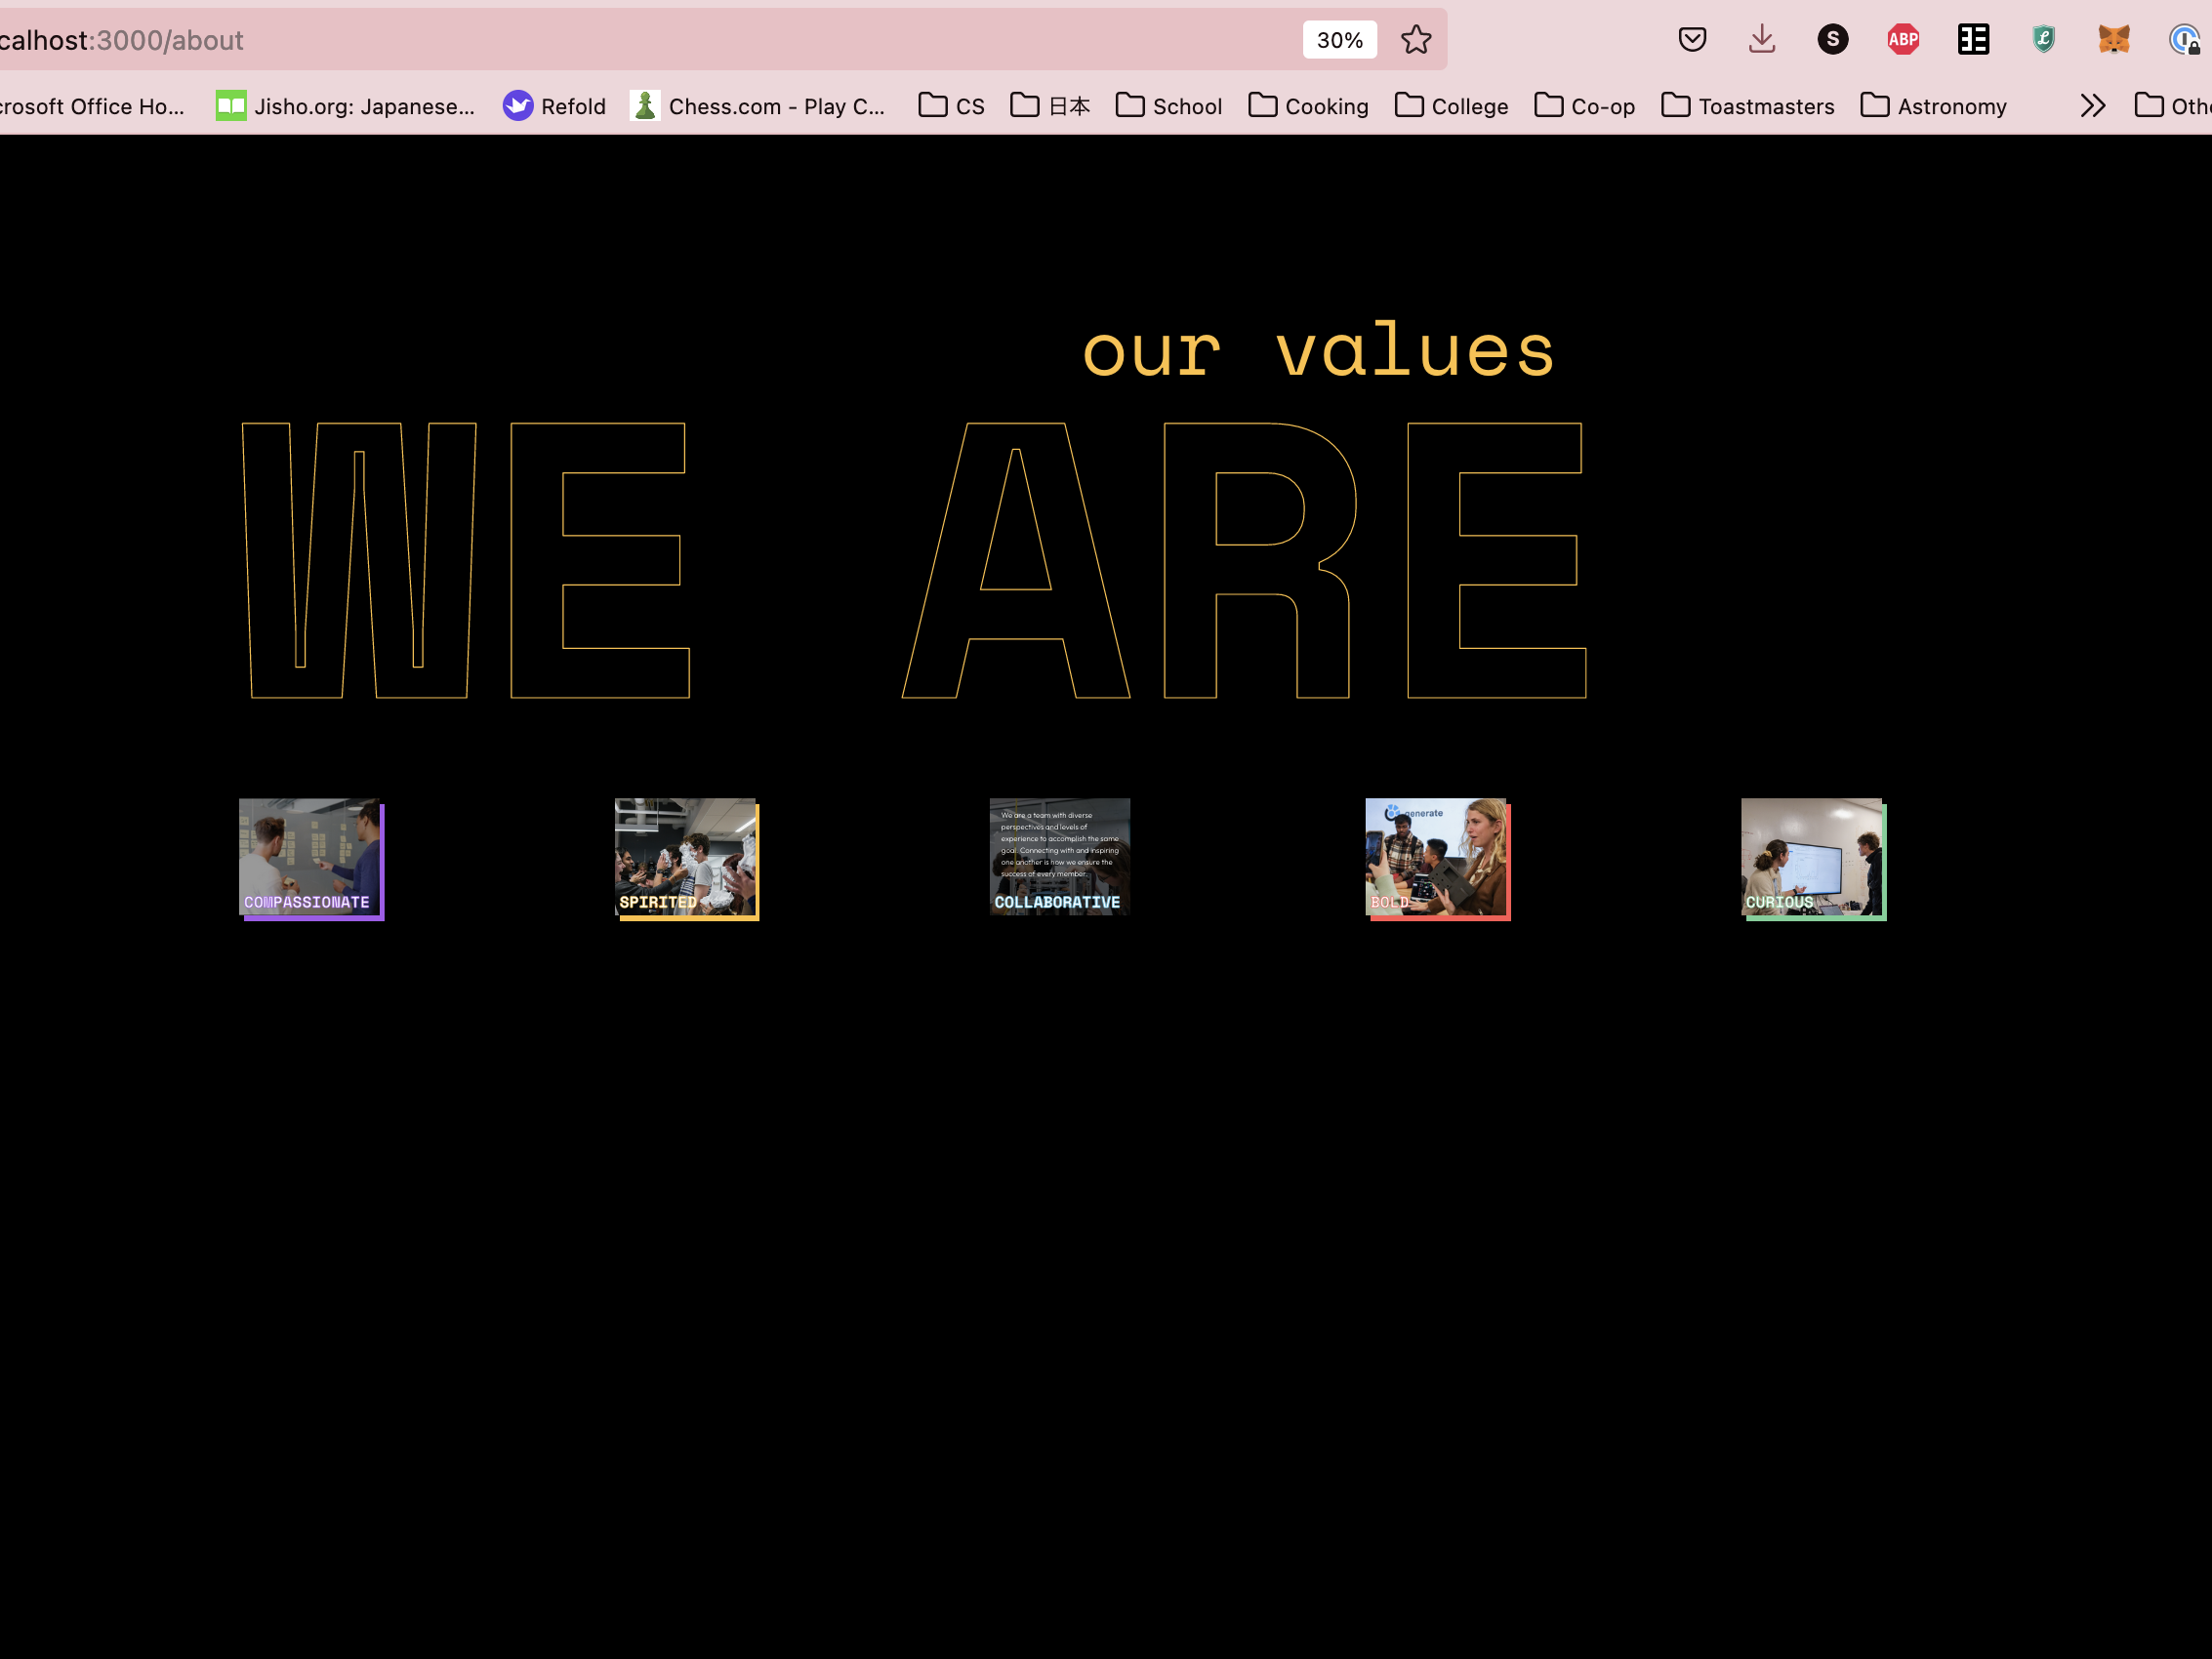 calhost:3000/about
30%
S
ABP
crosoft Office Ho...
Jisho.org: Japanese...
Refold
Chess.com - Play C...
CS
日本
School
Cooking
College
Co-op
Toastmasters
Astronomy
Oth
our values
WE ARE
COMPASSIONATE
SPIRITED
We are a team with diverse
perspectives and levels of
experience to accomplish the same
goal. Connecting with and inspiring
one another is how we ensure the
success of every member.
COLLABORATIVE
generate
BOLD
CURIOUS